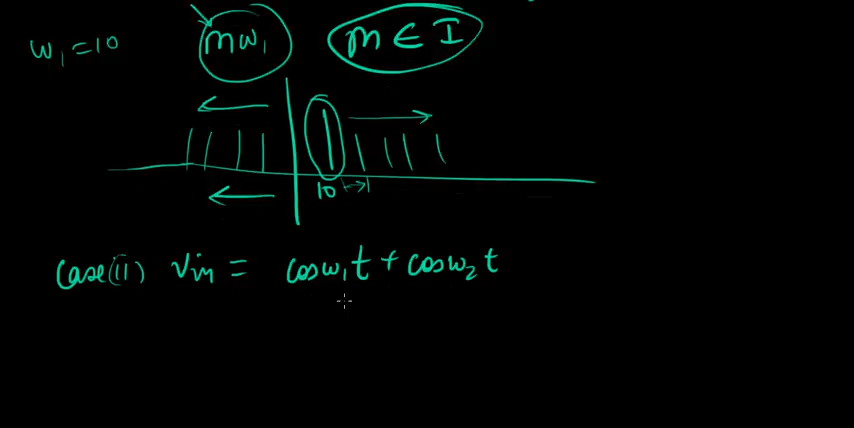 w₁ = 10 mw₁ m ∈ I
10
Case(II) Vin = cosw₁t + cosw₂t